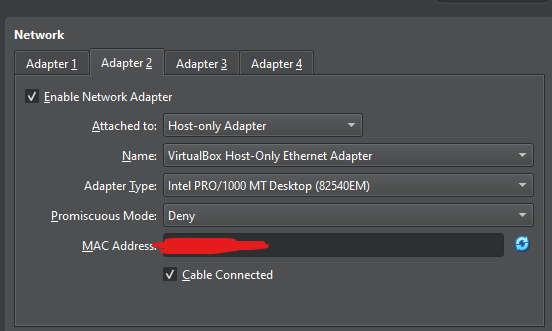 Network
Adapter 1 Adapter 2 Adapter 3 Adapter 4
Enable Network Adapter
Attached to: Host-only Adapter
Name: VirtualBox Host-Only Ethernet Adapter
Adapter Type: Intel PRO/1000 MT Desktop (82540EM)
Promiscuous Mode: Deny
MAC Address:
Cable Connected